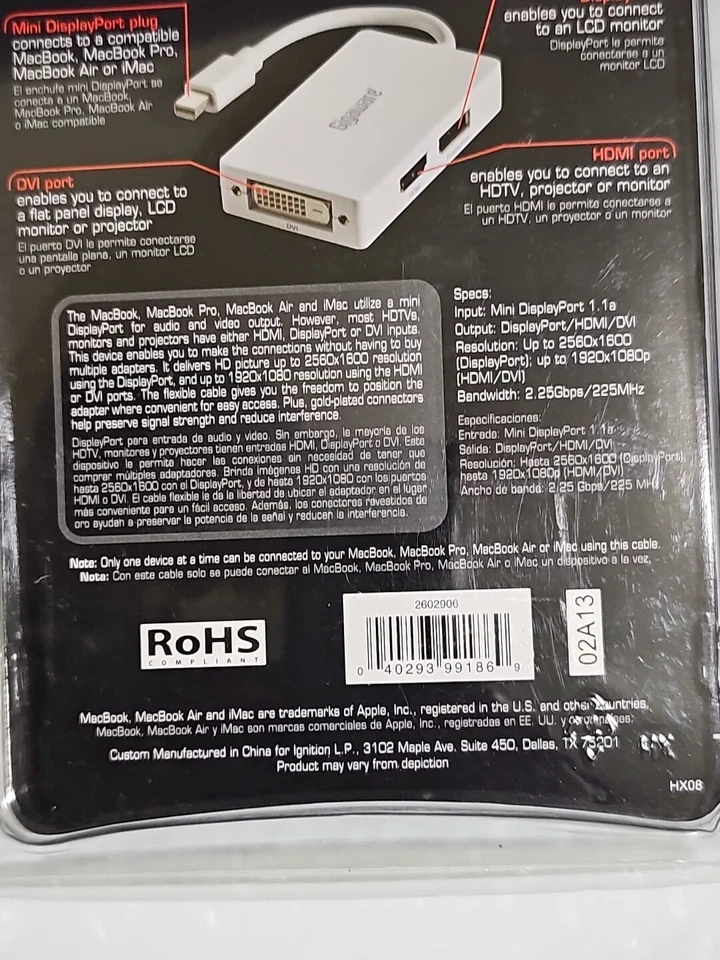 Mini DisplayPort plug
connects to a compatible
MacBook, MacBook Pro,
MacBook Air or iMac
El enchufe mini DisplayPort se
conecta a un MacBook,
MacBook Pro, MacBook Air
o iMac compatible
enables you to connect
to an LCD monitor
DisplayPort le permite
conectarse a un
monitor LCD
Digiware
DVI
DVI port
enables you to connect to
a flat panel display, LCD
monitor or projector
El puerto DVI le permite conectarse
una pantalla plana, un monitor LCD
o un proyector
HDMI port
enables you to connect to an
HDTV, projector or monitor
El puerto HDMI le permite conectarse a
un HDTV, un proyector o un monitor
The MacBook, MacBook Pro, MacBook Air and iMac utilize a mini
DisplayPort for audio and video output. However, most HDTVs,
monitors and projectors have either HDMI, DisplayPort or DVI inputs.
This device enables you to make the connections without having to buy
multiple adapters. It delivers HD picture up to 2560x1600 resolution
using the DisplayPort, and up to 1920x1080 resolution using the HDMI
or DVI ports. The flexible cable gives you the freedom to position the
adapter where convenient for easy access. Plus, gold-plated connectors
help preserve signal strength and reduce interference.
DisplayPort para entrada de audio y video. Sin embargo, la mayoría de los
HDTV, monitores y proyectores tienen entradas HDMI, DisplayPort o DVI. Este
dispositivo le permite hacer las conexiones sin necesidad de tener que
comprar múltiples adaptadores. Brinda imágenes HD con una resolución de
hasta 2560x1600 con el DisplayPort, y de hasta 1920x1080 con los puertos
HDMI o DVI. El cable flexible le da la libertad de ubicar el adaptador en el lugar
más conveniente para un fácil acceso. Además, los conectores revestidos de
oro ayudan a preservar la potencia de la señal y reducen la interferencia.
Specs:
Input: Mini DisplayPort 1.1a
Output: DisplayPort/HDMI/DVI
Resolution: Up to 2560x1600
(DisplayPort); up to 1920x1080p
(HDMI/DVI)
Bandwidth: 2.25Gbps/225MHz
Especificaciones:
Entrada: Mini DisplayPort 1.1a
Salida: DisplayPort/HDMI/DVI
Resolución: Hasta 2560x1600 (DisplayPort);
hasta 1920x1080p (HDMI/DVI)
Ancho de banda: 2.25 Gbps/225 MH
Note: Only one device at a time can be connected to your MacBook, MacBook Pro, MacBook Air or iMac using this cable.
Nota: Con este cable solo se puede conectar al MacBook, MacBook Pro, MacBook Air o iMac un dispositivo a la vez.
RoHS
COMPLIANT
2602906
0 40293 99186 9
02A13
MacBook, MacBook Air and iMac are trademarks of Apple, Inc., registered in the U.S. and other countries.
MacBook, MacBook Air y iMac son marcas comerciales de Apple, Inc., registradas en EE. UU. y
Custom Manufactured in China for Ignition L.P., 3102 Maple Ave. Suite 450, Dallas, TX 75201
Product may vary from depiction
HX08